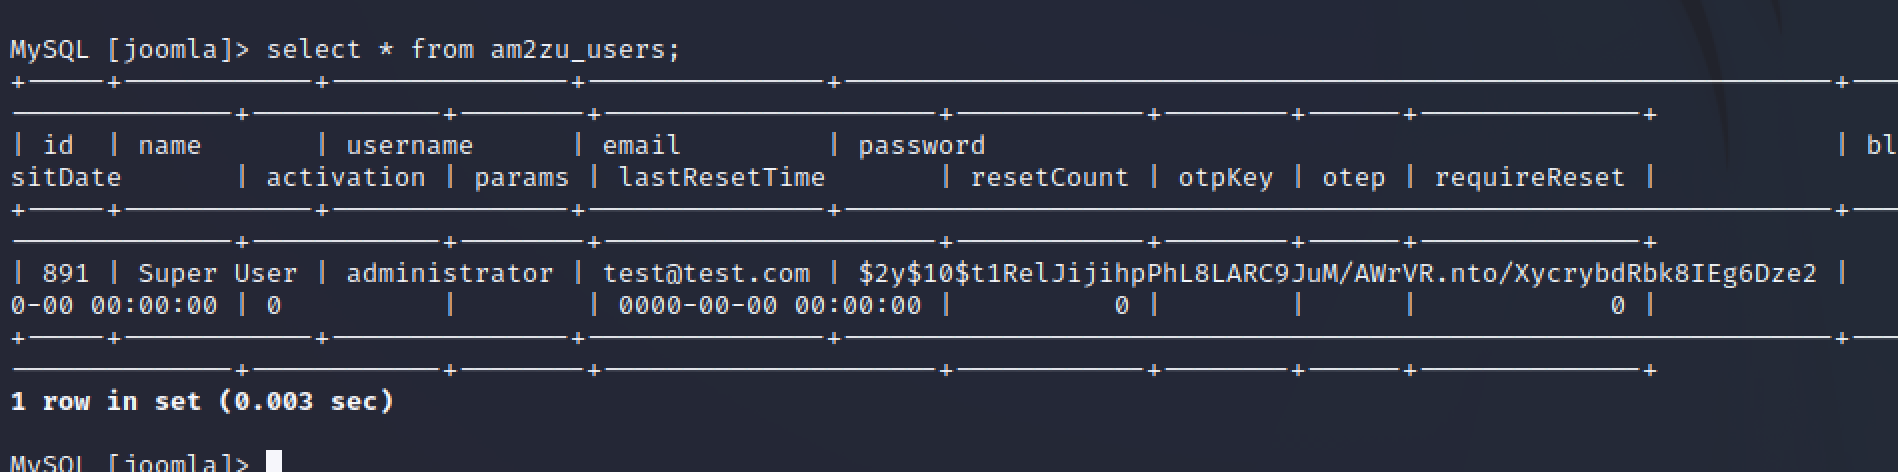 MySQL [joomla]> select * from am2zu_users;
| id | name | username | email | password | bl
sitDate | activation | params | lastResetTime | resetCount | otpKey | otep | requireReset |
| 891 | Super User | administrator | test@test.com | $2y$10$t1RelJijihpPhL8LARC9JuM/AWrVR.nto/XycrybdRbk8IEg6Dze2 |
0-00 00:00:00 | 0 | | 0000-00-00 00:00:00 | 0 | | | 0 |
1 row in set (0.003 sec)
MySQL [joomla]>